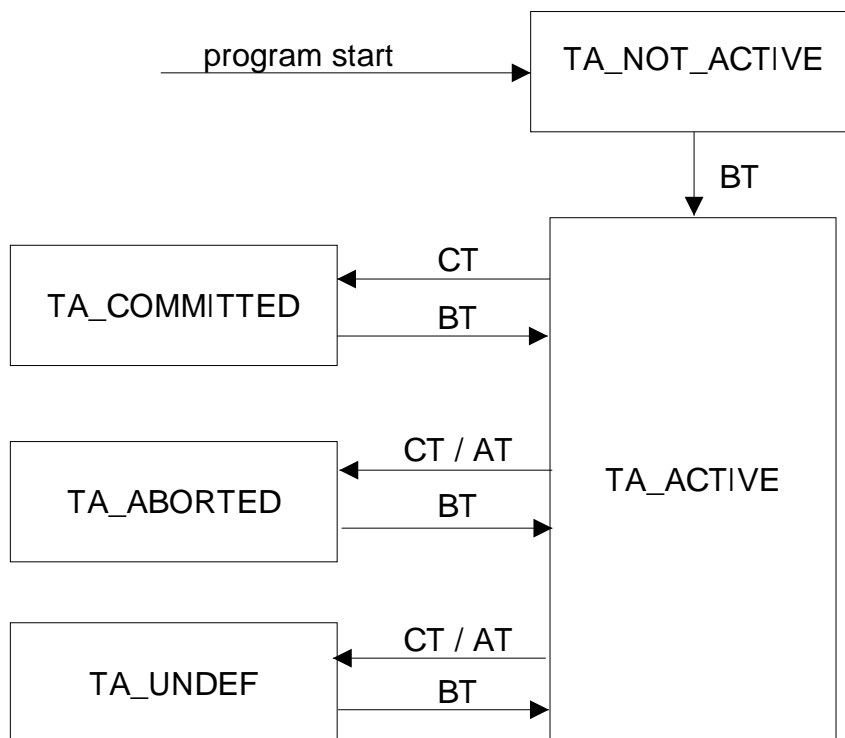 program start
TA_NOT_ACTIVE
BT
CT
TA_COMMITTED
BT
CT / AT
TA_ABORTED
BT
TA_ACTIVE
CT / AT
TA_UNDEF
BT